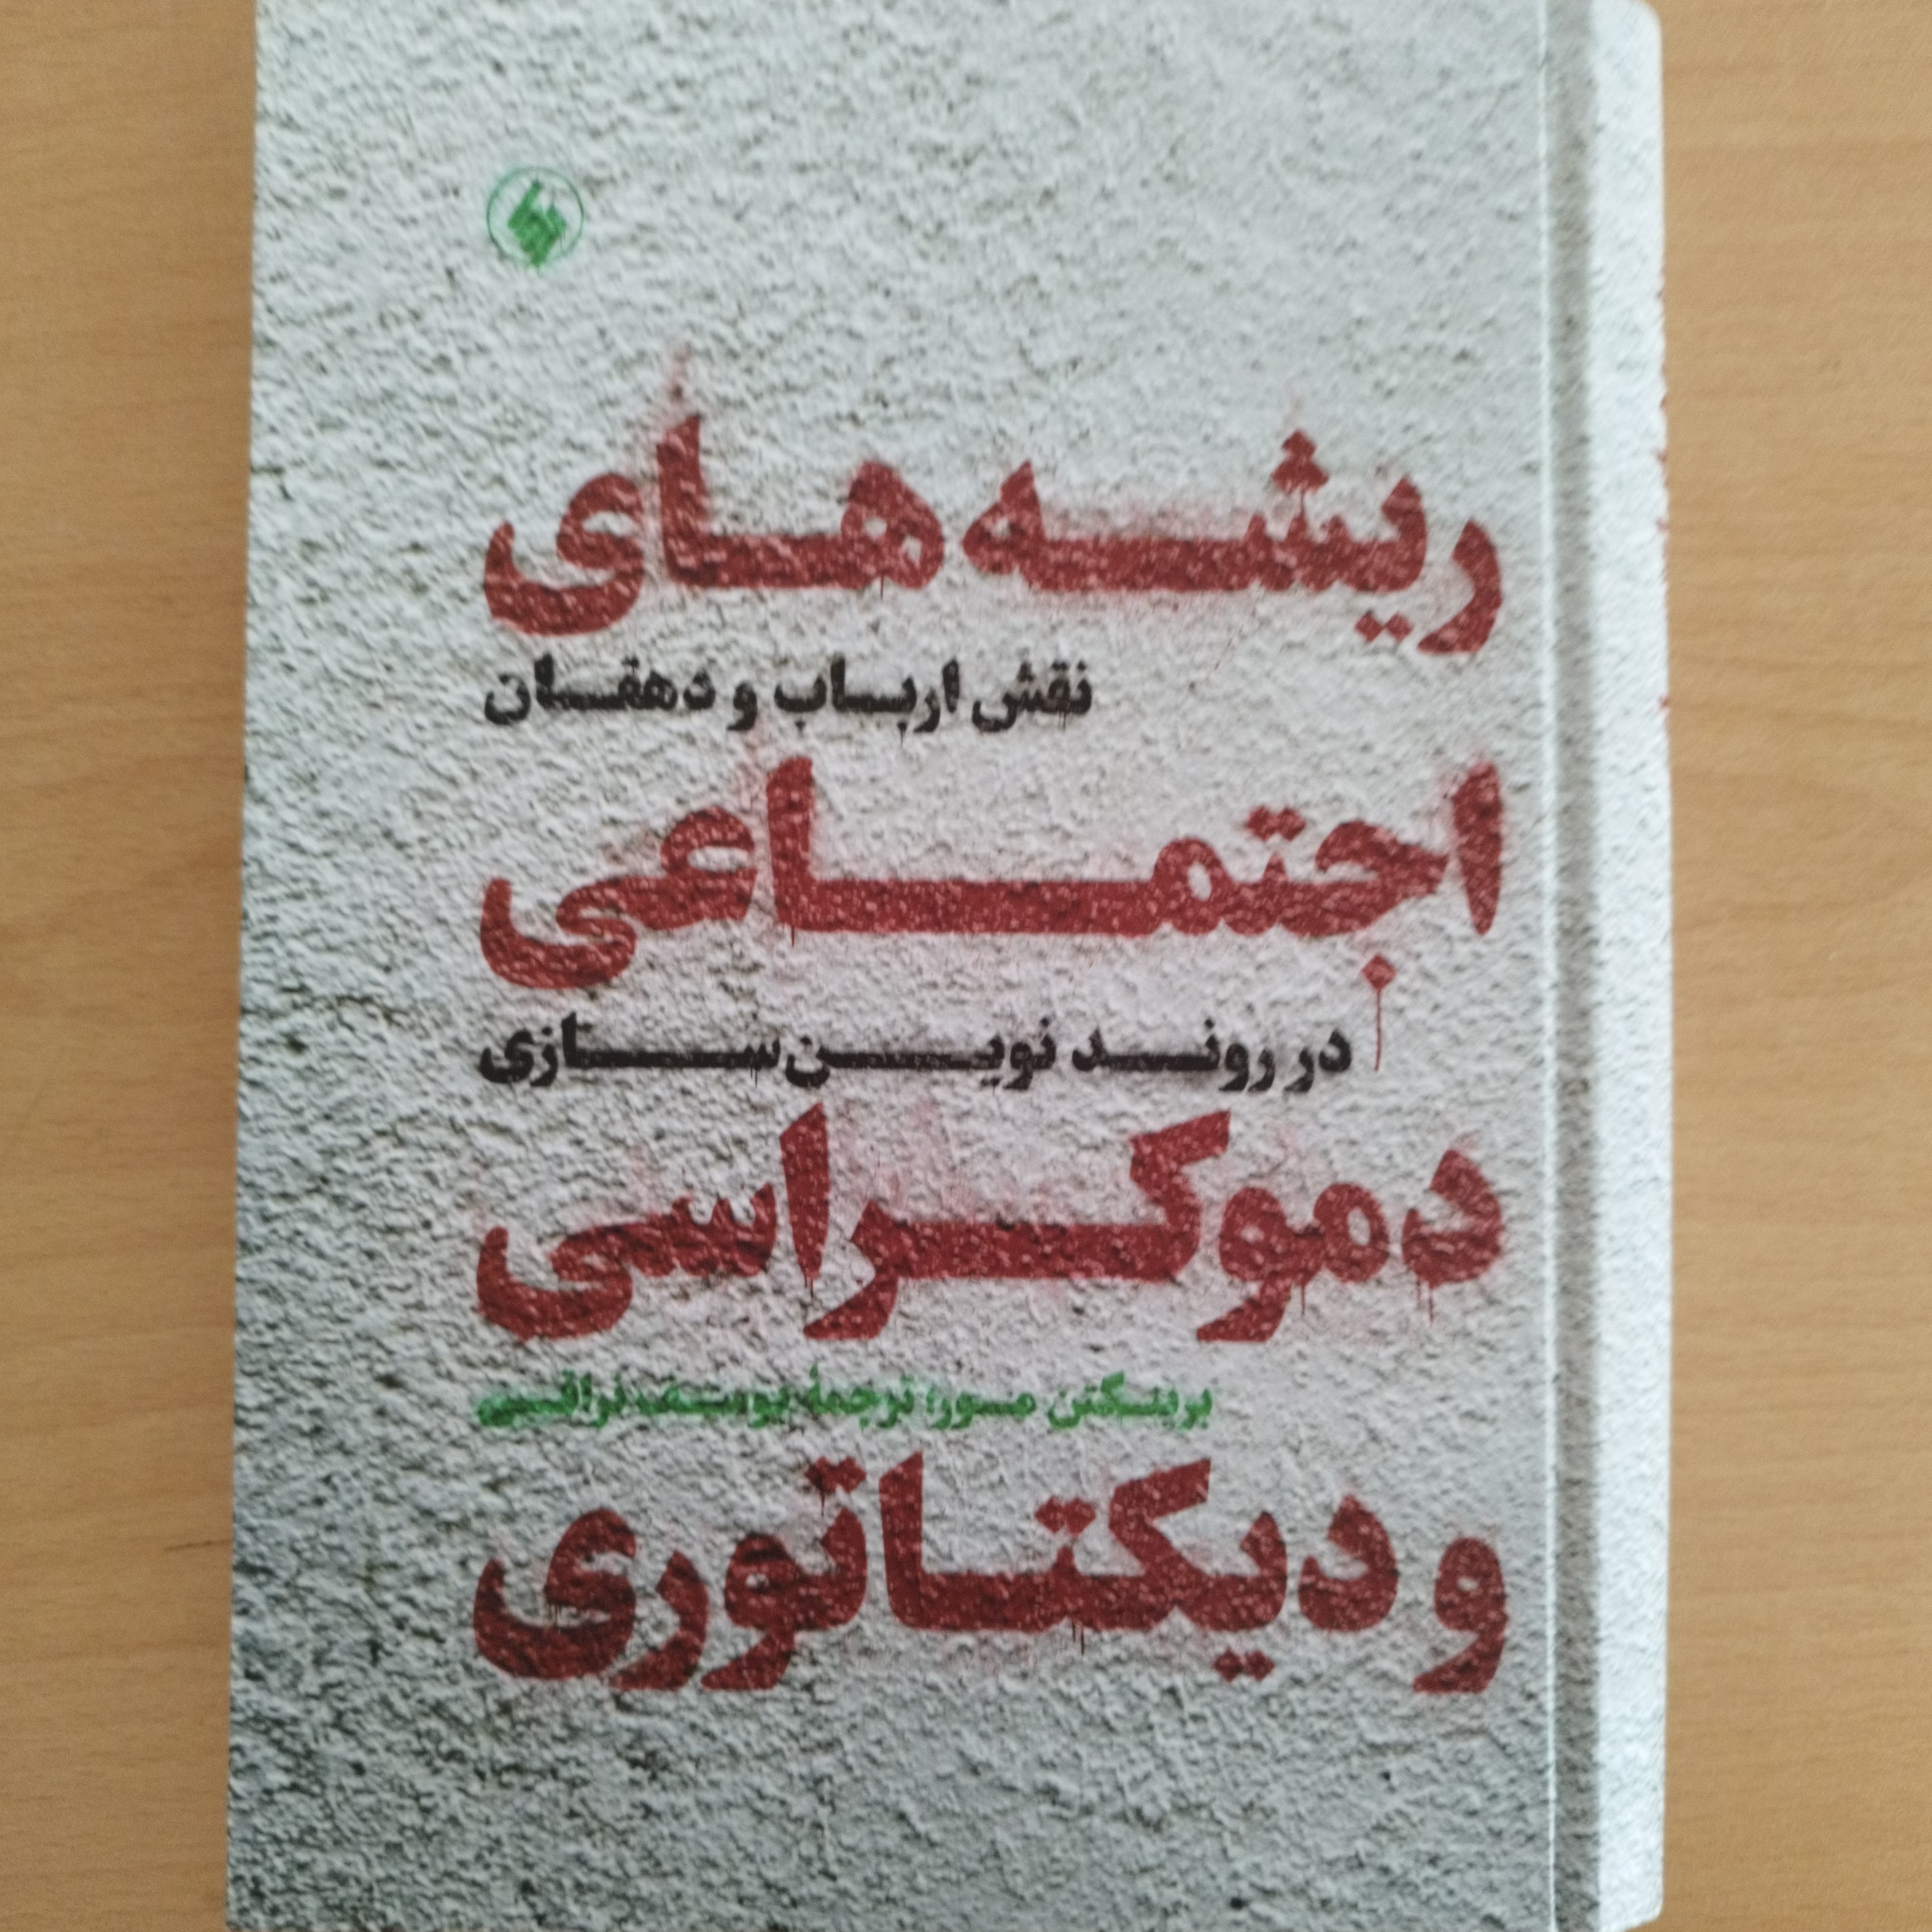 ریشه‌های
نقش ارباب و دهقان
اجتماعی
در روند نوین‌سازی
دموکراسی
برینگتن مور؛ ترجمهٔ یوسف نراقی
و دیکتاتوری